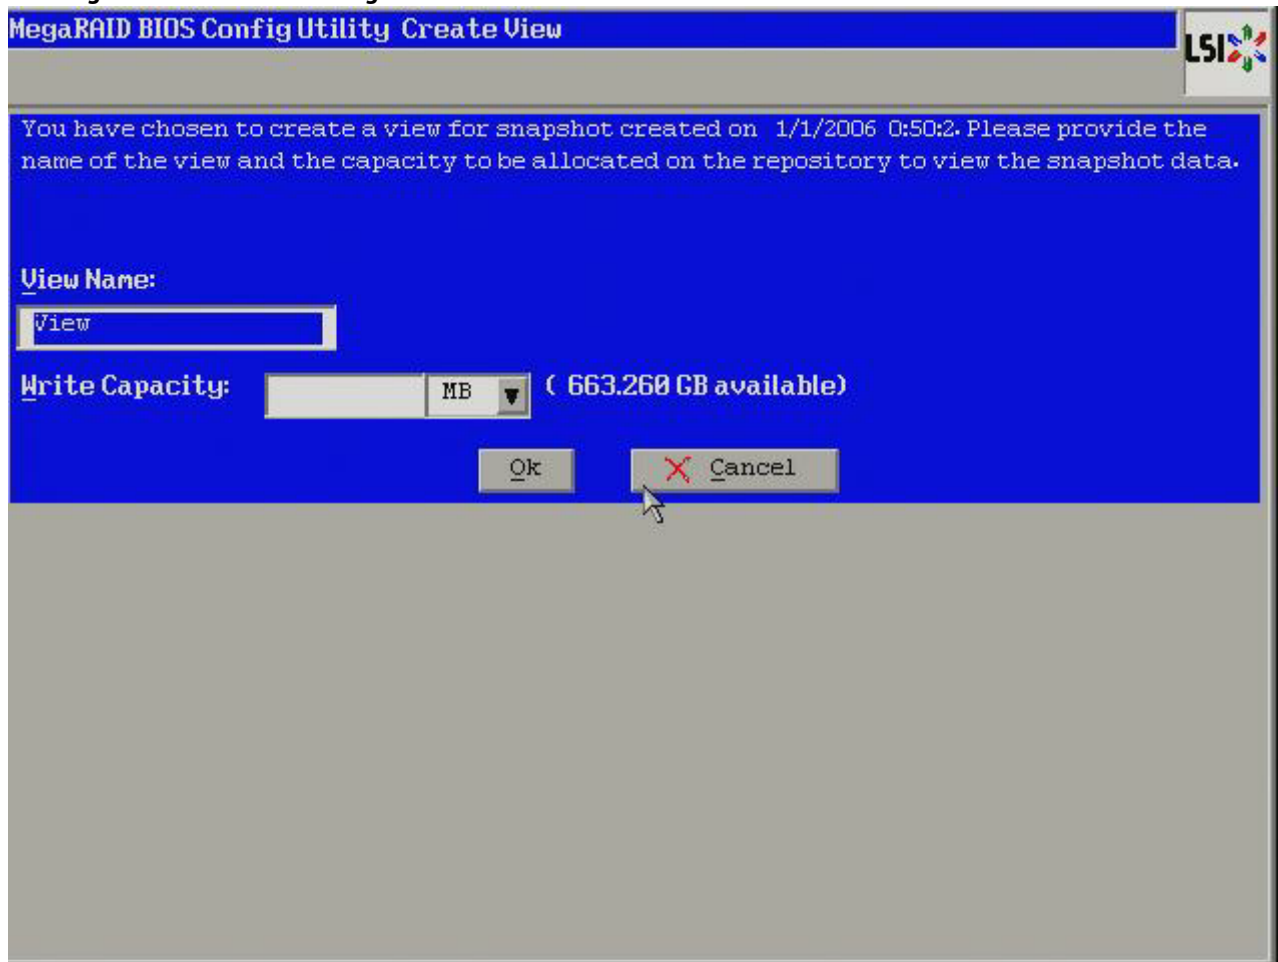 MegaRAID BIOS Config Utility Create View
LSI
You have chosen to create a view for snapshot created on 1/1/2006 0:50:2. Please provide the
name of the view and the capacity to be allocated on the repository to view the snapshot data.
View Name:
View
Write Capacity: MB ( 663.260 GB available)
Ok Cancel